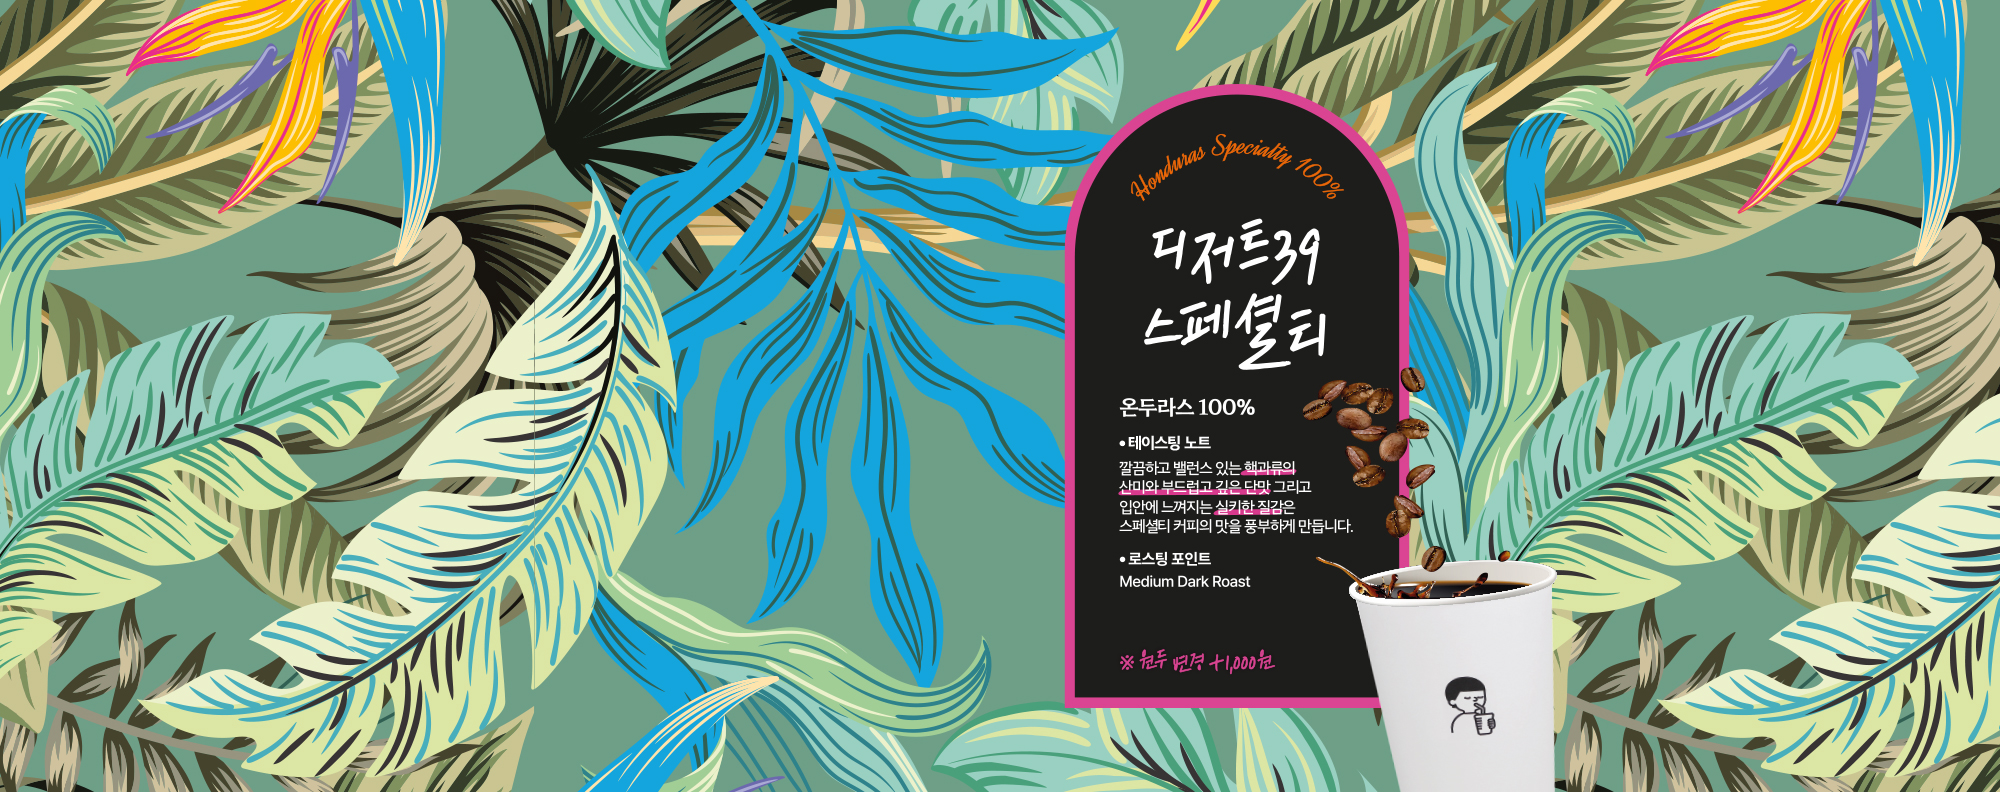 Honduras Specialty 100%
디저트39
스페셜티
온두라스 100%
• 테이스팅 노트
깔끔하고 밸런스 있는 핵과류의
산미와 부드럽고 깊은 단맛 그리고
입안에 느껴지는 실키한 질감은
스페셜티 커피의 맛을 풍부하게 만듭니다.
• 로스팅 포인트
Medium Dark Roast
※ 원두 변경 +1,000원